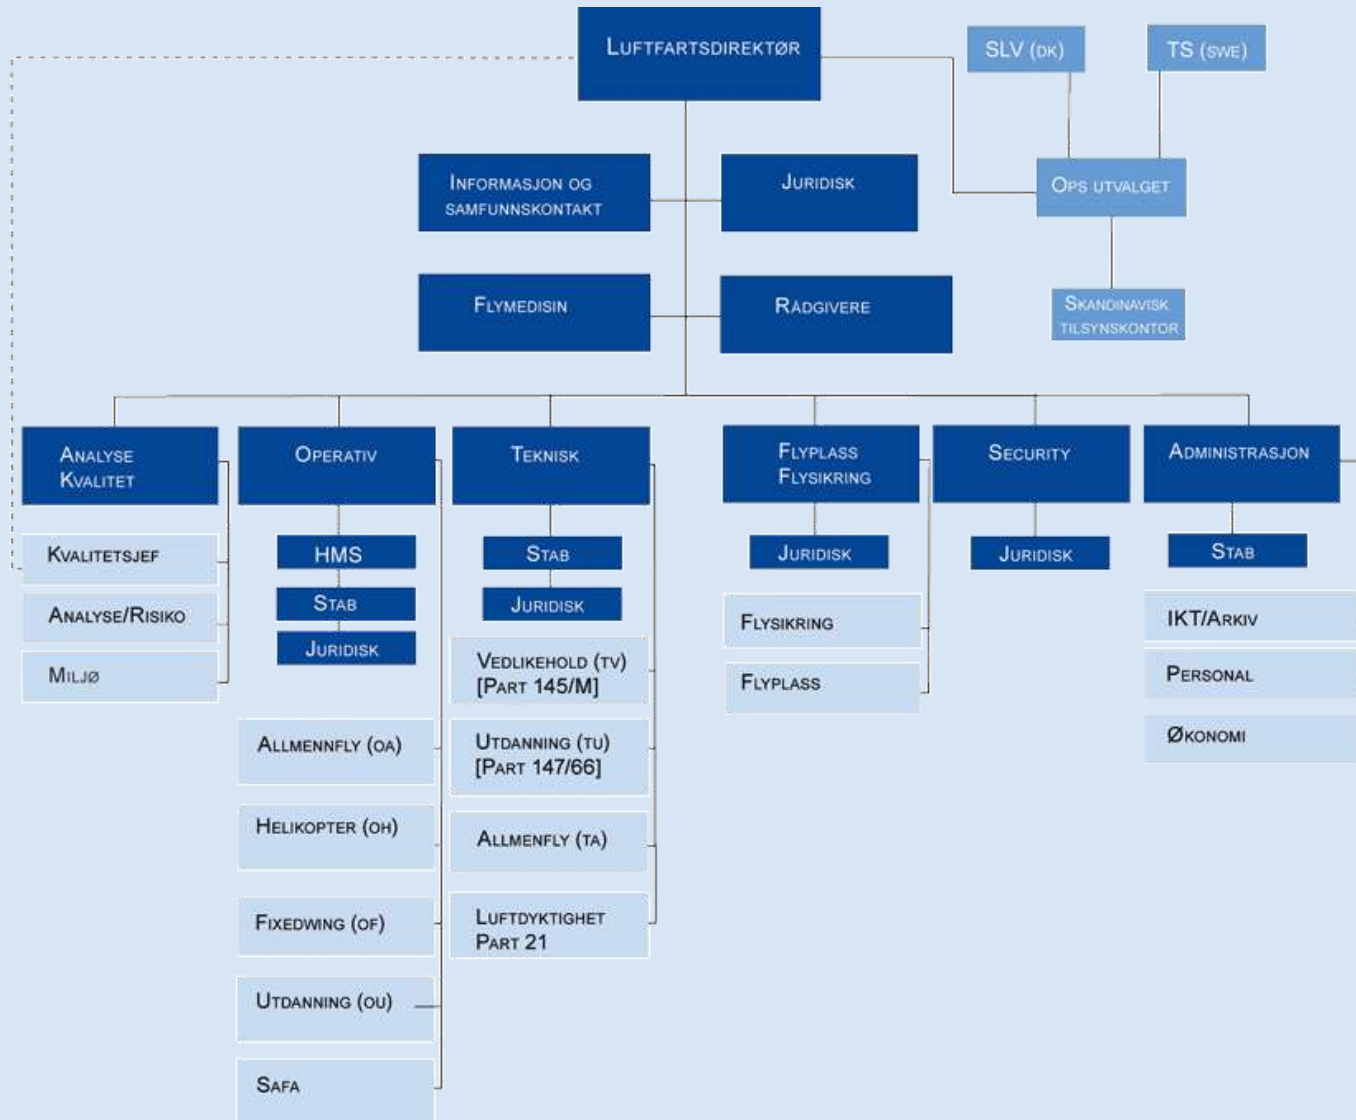 LUFTFARTSDIREKTØR
SLV (DK)
TS (SWE)
INFORMASJON OG
SAMFUNNSKONTAKT
JURIDISK
OPS UTVALGET
FLYMEDISIN
RÅDGIVERE
SKANDINAVISK
TILSYNSKONTOR
ANALYSE
KVALITET
OPERATIV
TEKNISK
FLYPLASS
FLYSIKRING
SECURITY
ADMINISTRASJON
KVALITETSJEF
ANALYSE/RISIKO
MILJØ
HMS
STAB
JURIDISK
ALLMENNFLY (OA)
HELIKOPTER (OH)
FIXEDWING (OF)
UTDANNING (OU)
SAFA
STAB
JURIDISK
VEDLIKEHOLD (TV)
[PART 145/M]
UTDANNING (TU)
[PART 147/66]
ALLMENFLY (TA)
LUFTDYKTIGHET
PART 21
JURIDISK
FLYSIKRING
FLYPLASS
JURIDISK
STAB
IKT/ARKIV
PERSONAL
ØKONOMI